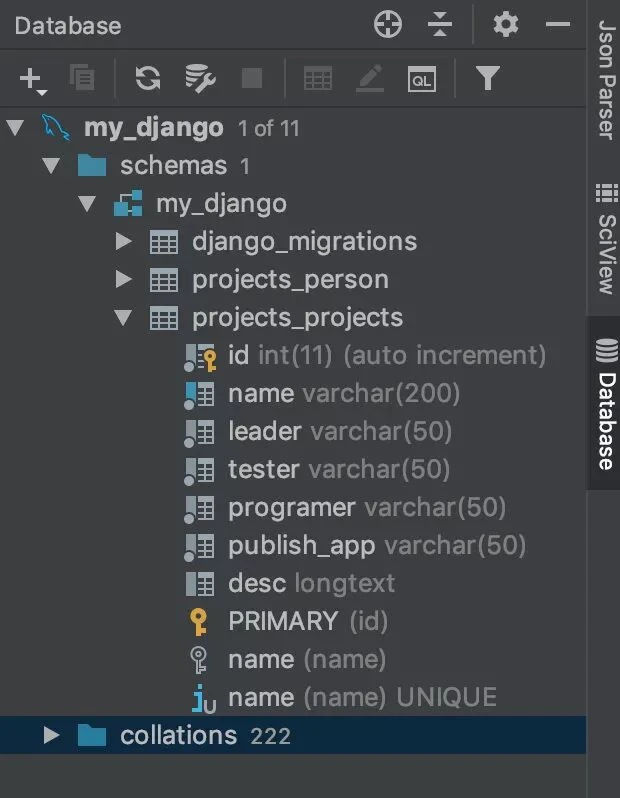 Database
QL
my_django 1 of 11
schemas 1
my_django
django_migrations
projects_person
projects_projects
id int(11) (auto increment)
name varchar(200)
leader varchar(50)
tester varchar(50)
programer varchar(50)
publish_app varchar(50)
desc longtext
PRIMARY (id)
name (name)
name (name) UNIQUE
collations 222
Json Parser
SciView
Database